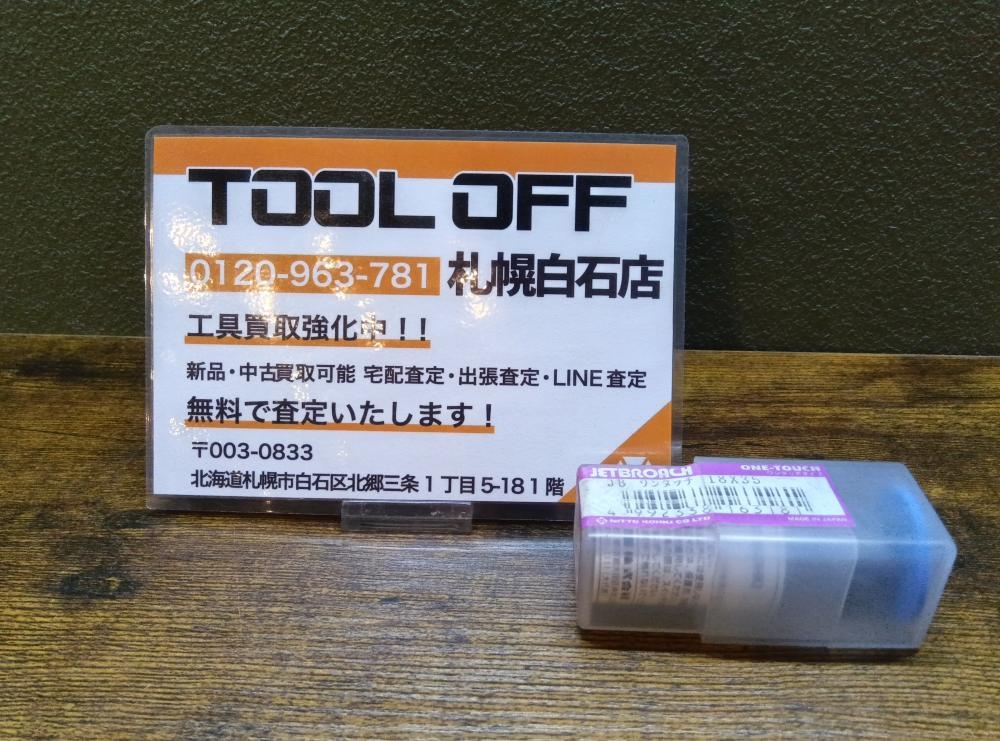 TOOL OFF
0120-963-781 札幌白石店
工具買取強化中！！
新品・中古買取可能 宅配査定・出張査定・LINE査定
無料で査定いたします！
〒003-0833
北海道札幌市白石区北郷三条1丁目5-18 1階
JETBROACH ONE-TOUCH
JB ワンタッチ 18X35
NITTO KOHKI CO LTD MADE IN JAPAN